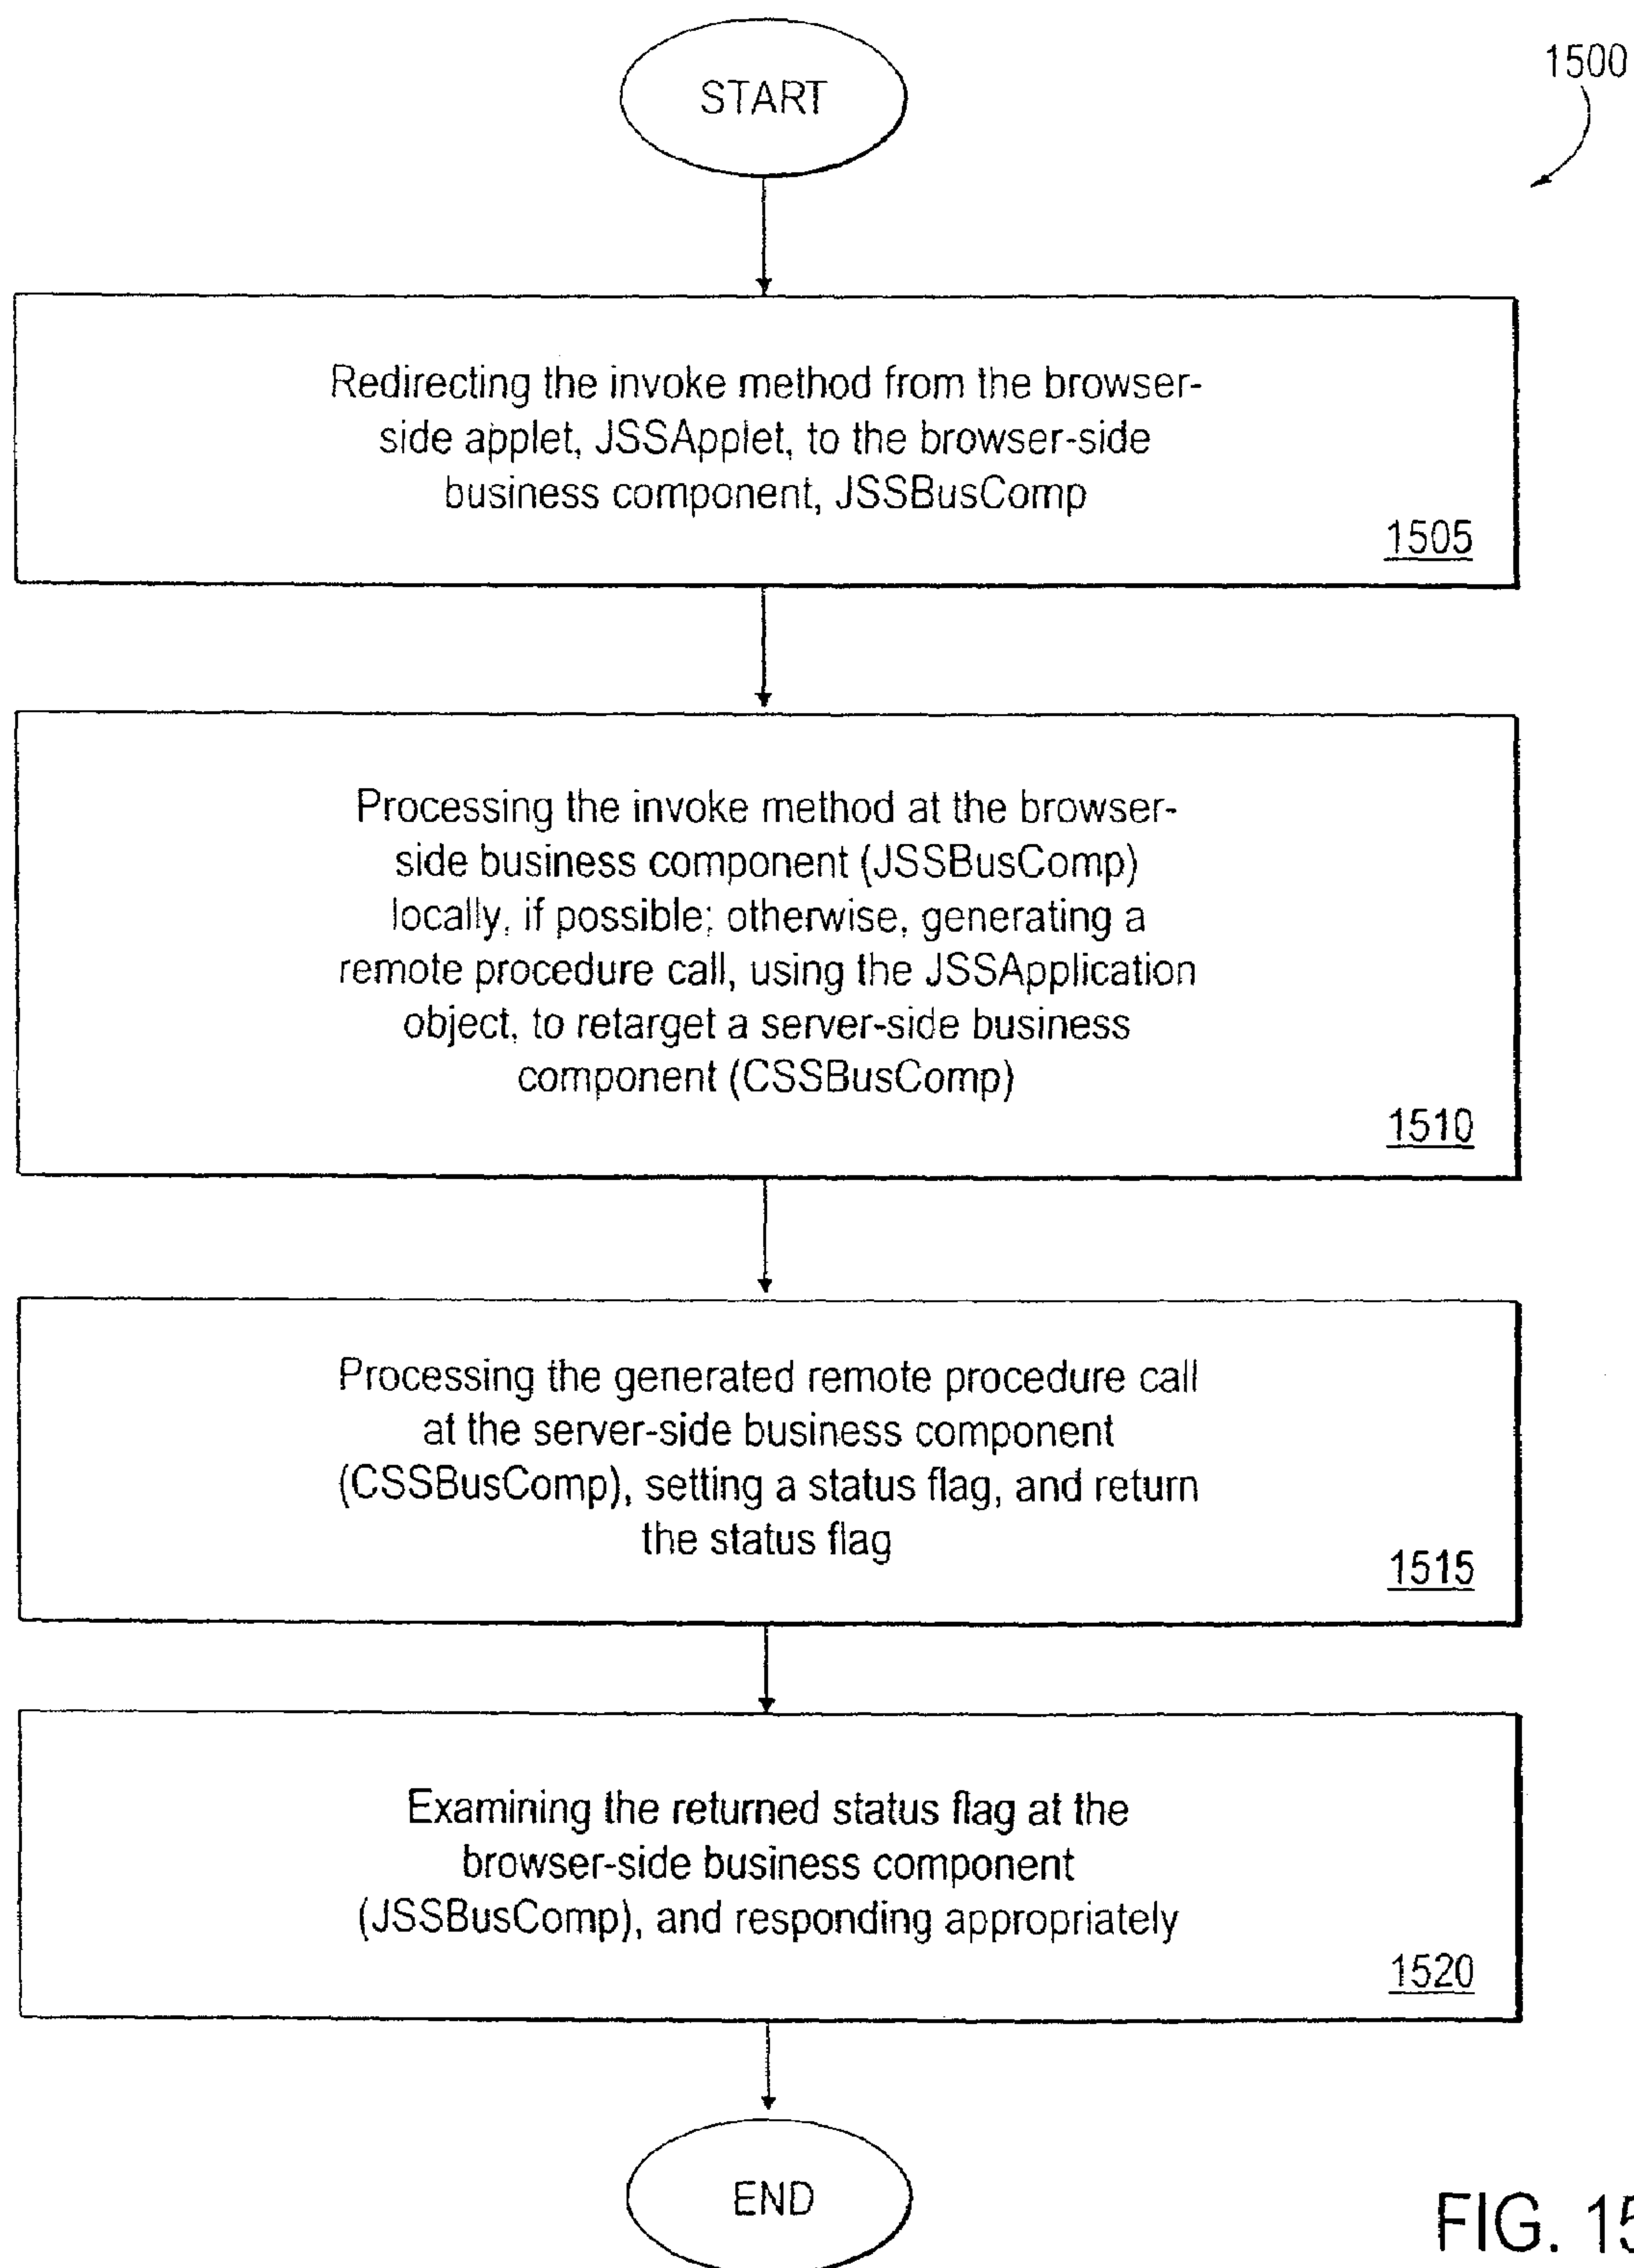 START
1500
Redirecting the invoke method from the browser-
side applet, JSSApplet, to the browser-side
business component, JSSBusComp
1505
Processing the invoke method at the browser-
side business component (JSSBusComp)
locally, if possible; otherwise, generating a
remote procedure call, using the JSSApplication
object, to retarget a server-side business
component (CSSBusComp)
1510
Processing the generated remote procedure call
at the server-side business component
(CSSBusComp), setting a status flag, and return
the status flag
1515
Examining the returned status flag at the
browser-side business component
(JSSBusComp), and responding appropriately
1520
END
FIG. 15